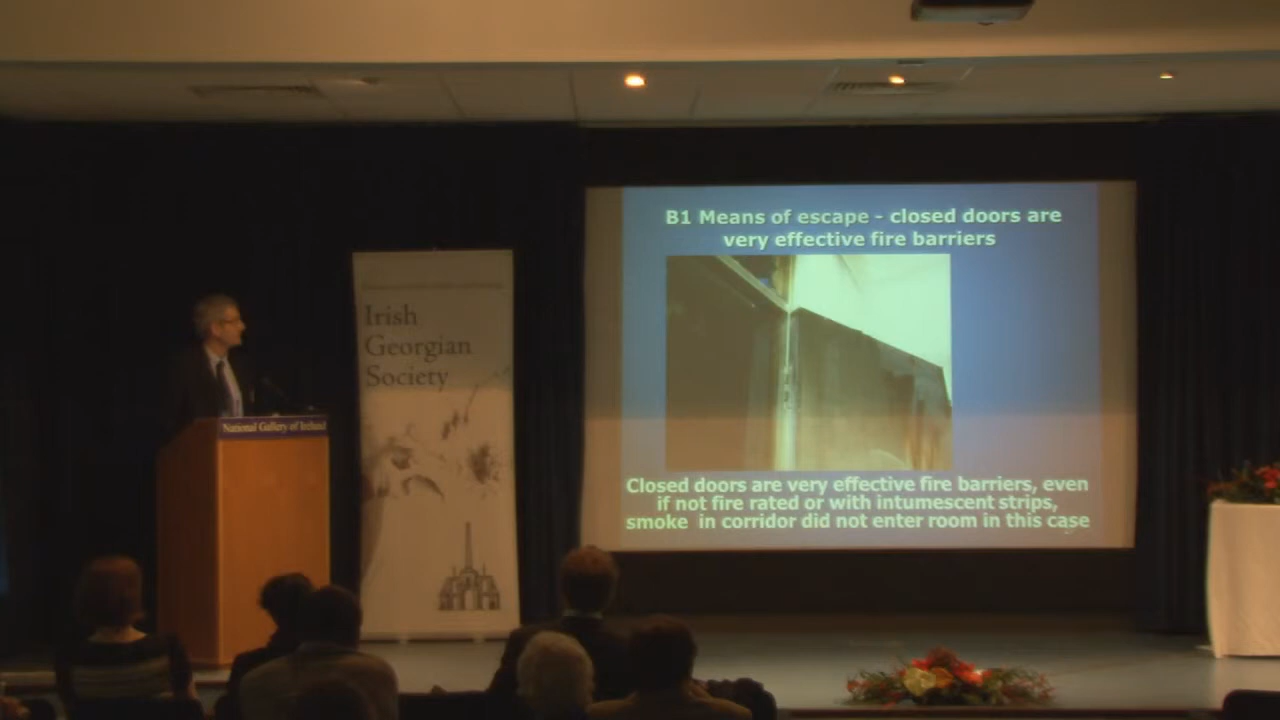 B1 Means of escape - closed doors are
very effective fire barriers
Irish
Georgian
Society
National Gallery of Ireland
Closed doors are very effective fire barriers, even
if not fire rated or with intumescent strips,
smoke in corridor did not enter room in this case